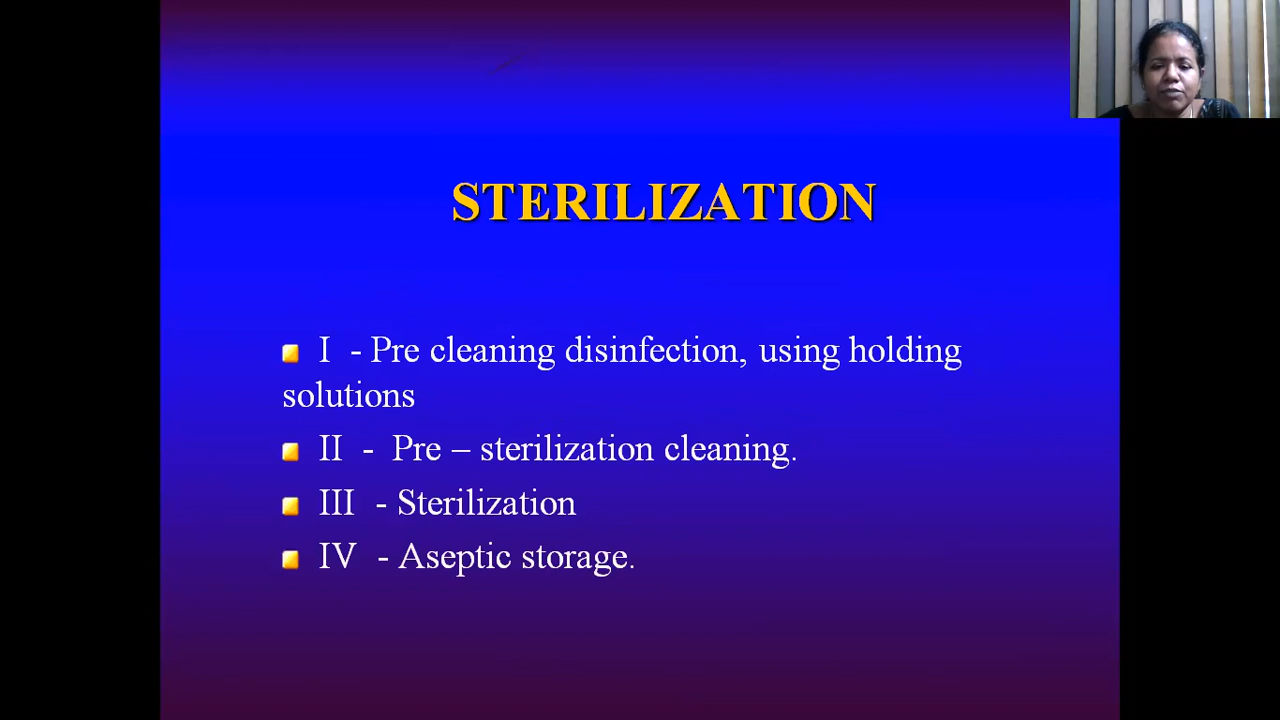 STERILIZATION
I - Pre cleaning disinfection, using holding
solutions
II - Pre – sterilization cleaning.
III - Sterilization
IV - Aseptic storage.